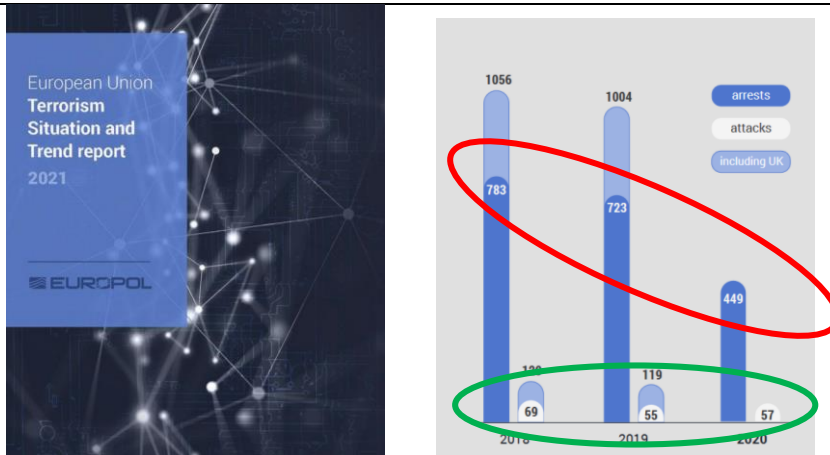 European Union
Terrorism
Situation and
Trend report
2021
EUROPOL
1056
1004
arrests
attacks
including UK
783
723
449
119
69
55
57
2018
2019
2020